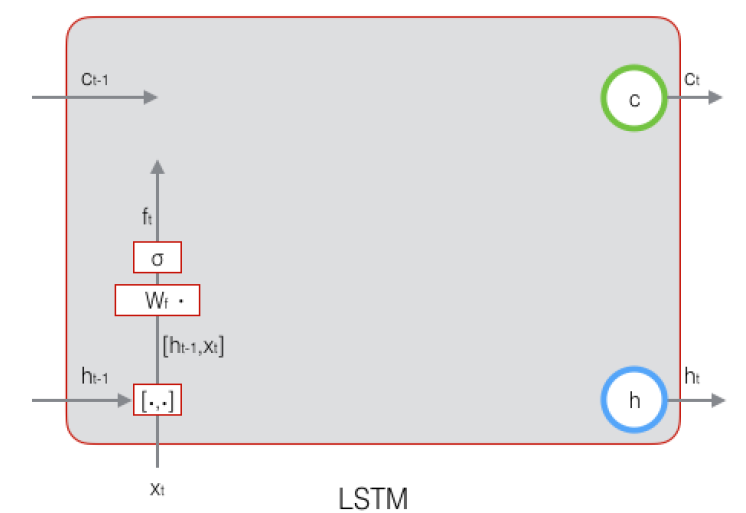 Ct-1
Ct
c
ft
σ
Wf ·
[ht-1,xt]
ht-1
[·,·]
h
ht
xt
LSTM